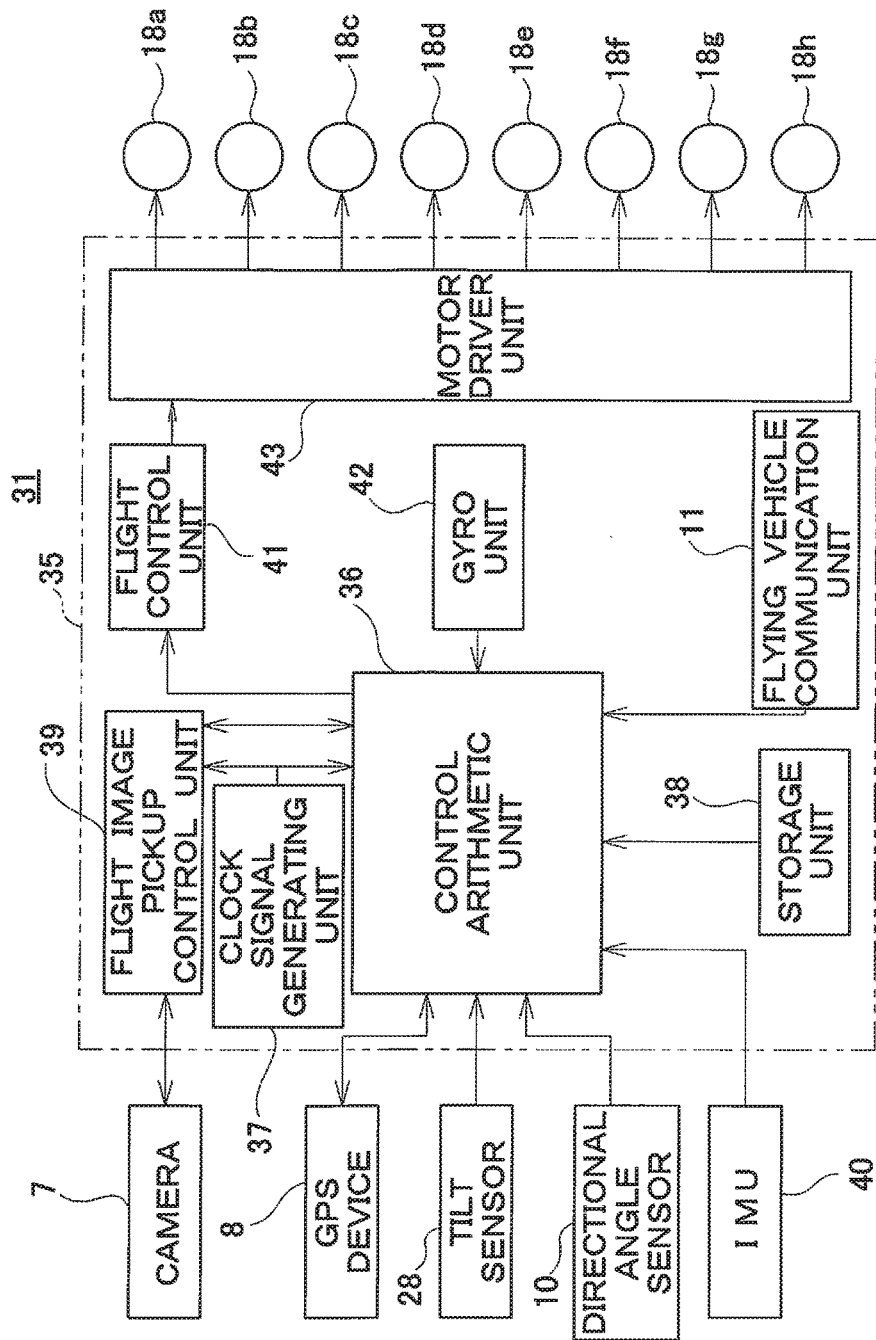 31
35
7
CAMERA
39
FLIGHT IMAGE
PICKUP
CONTROL UNIT
FLIGHT
CONTROL
UNIT
41
18a
18b
18c
18d
18e
18f
18g
18h
8
GPS
DEVICE
37
CLOCK
SIGNAL
GENERATING
UNIT
36
CONTROL
ARITHMETIC
UNIT
42
GYRO
UNIT
43
MOTOR
DRIVER
UNIT
28
TILT
SENSOR
10
DIRECTIONAL
ANGLE
SENSOR
40
IMU
38
STORAGE
UNIT
11
FLYING VEHICLE
COMMUNICATION
UNIT